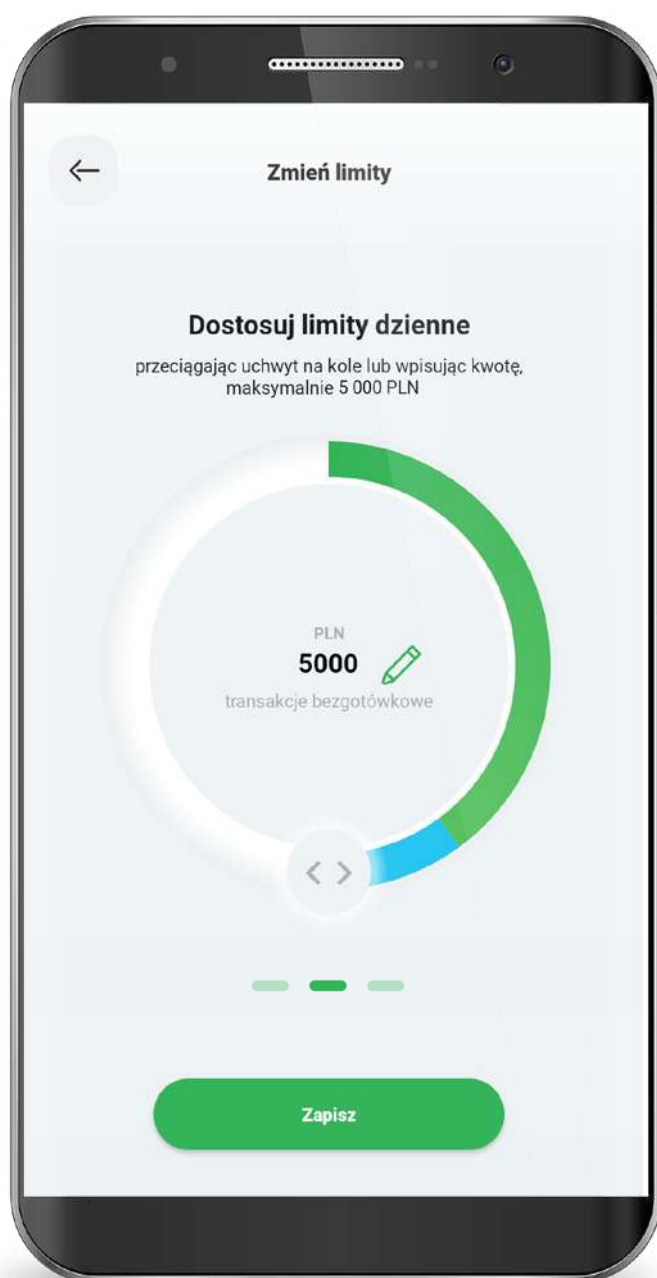 Zmień limity
Dostosuj limity dzienne
przeciągając uchwyt na kole lub wpisując kwotę,
maksymalnie 5 000 PLN
PLN
5000
transakcje bezgotówkowe
Zapisz